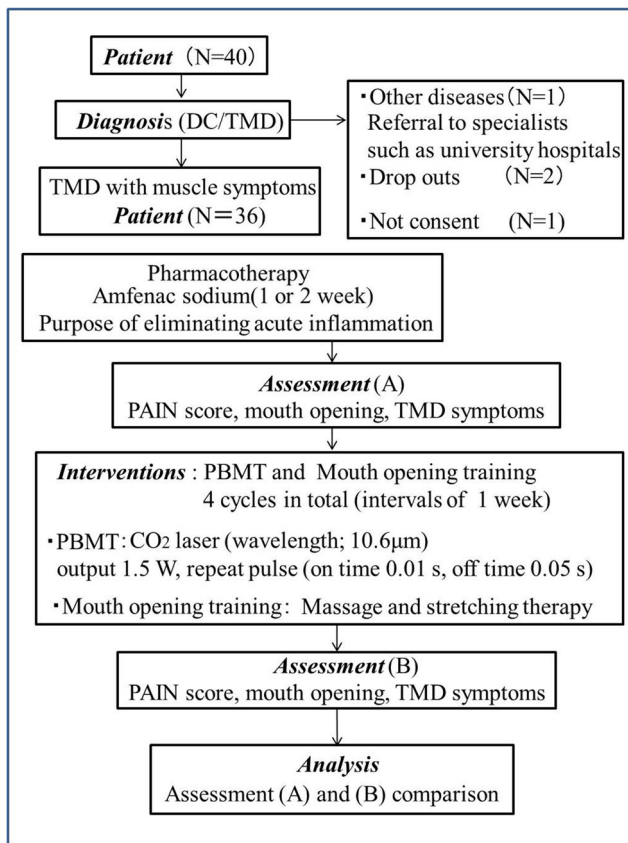 Patient (N=40)
Diagnosis (DC/TMD)
・Other diseases(N=1)
Referral to specialists
such as university hospitals
・Drop outs (N=2)
・Not consent (N=1)
TMD with muscle symptoms
Patient (N=36)
Pharmacotherapy
Amfenac sodium(1 or 2 week)
Purpose of eliminating acute inflammation
Assessment (A)
PAIN score, mouth opening, TMD symptoms
Interventions : PBMT and Mouth opening training
4 cycles in total (intervals of 1 week)
・PBMT: CO2 laser (wavelength; 10.6μm)
output 1.5 W, repeat pulse (on time 0.01 s, off time 0.05 s)
・Mouth opening training: Massage and stretching therapy
Assessment (B)
PAIN score, mouth opening, TMD symptoms
Analysis
Assessment (A) and (B) comparison